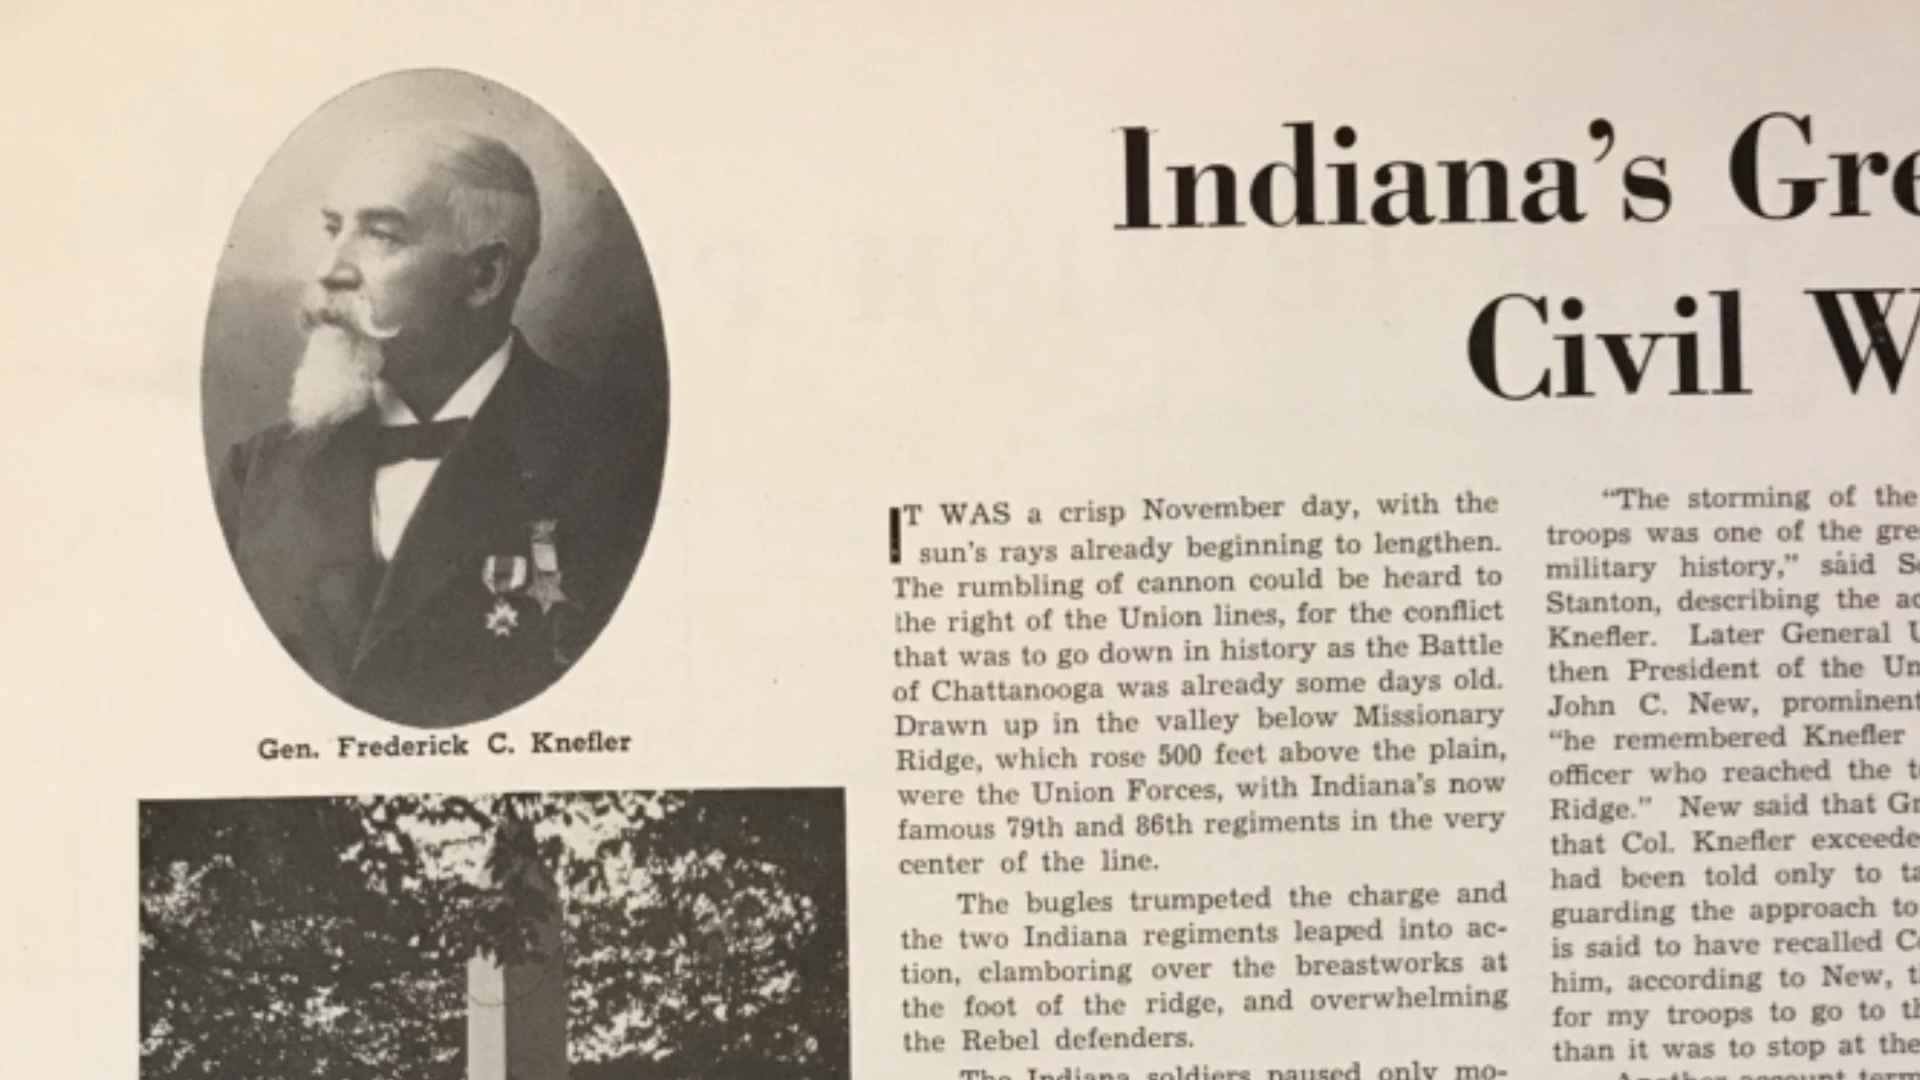 Indiana's
Civil
Gen. Frederick C. Knefler
IT WAS a crisp November day, with the
sun's rays already beginning to lengthen.
The rumbling of cannon could be heard to
the right of the Union lines, for the conflict
that was to go down in history as the Battle
of Chattanooga was already some days old.
Drawn up in the valley below Missionary
Ridge, which rose 500 feet above the plain,
were the Union Forces, with Indiana's now
famous 79th and 86th regiments in the very
center of the line.
The bugles trumpeted the charge and
the two Indiana regiments leaped into ac-
tion, clamboring over the breastworks at
the foot of the ridge, and overwhelming
the Rebel defenders.
The Indiana soldiers paused only mo-
"The storming of the
troops was one of the
military history," said
Stanton, describing the
Knefler. Later General
then President of the
John C. New, prominent
"he remembered Knefler
officer who reached the
Ridge." New said that
that Col. Knefler
had been told only to
guarding the approach to
is said to have recalled
him, according to New,
for my troops to go to
than it was to stop at the
Another account